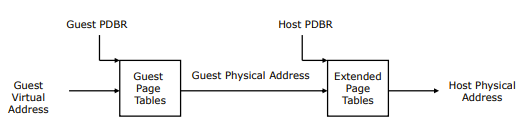 Guest PDBR
Host PDBR
Guest
Virtual
Address
Guest
Page
Tables
Guest Physical Address
Extended
Page
Tables
Host Physical
Address